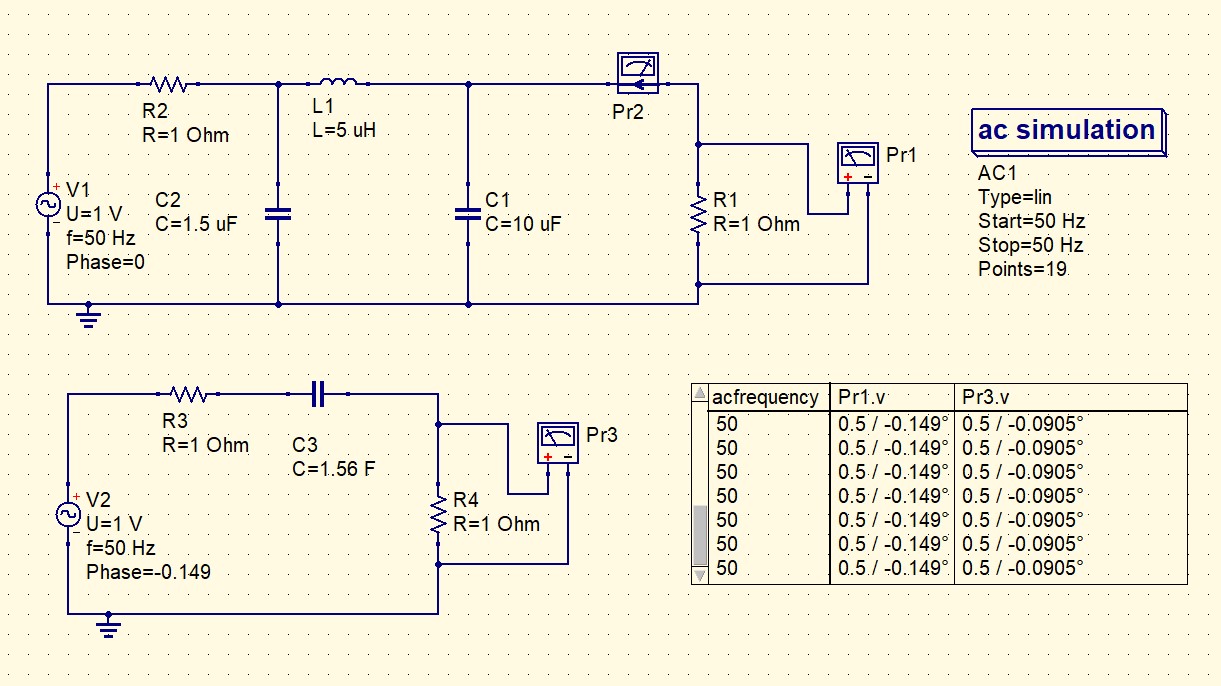 R2
R=1 Ohm
L1
L=5 uH
Pr2
Pr1
ac simulation
AC1
Type=lin
Start=50 Hz
Stop=50 Hz
Points=19
+
V1
U=1 V
f=50 Hz
Phase=0
C2
C=1.5 uF
C1
C=10 uF
R1
R=1 Ohm
+ −
R3
R=1 Ohm
C3
C=1.56 F
Pr3
+ −
+
V2
U=1 V
f=50 Hz
Phase=-0.149
R4
R=1 Ohm
acfrequency Pr1.v Pr3.v
50 0.5 / -0.149° 0.5 / -0.0905°
50 0.5 / -0.149° 0.5 / -0.0905°
50 0.5 / -0.149° 0.5 / -0.0905°
50 0.5 / -0.149° 0.5 / -0.0905°
50 0.5 / -0.149° 0.5 / -0.0905°
50 0.5 / -0.149° 0.5 / -0.0905°
50 0.5 / -0.149° 0.5 / -0.0905°